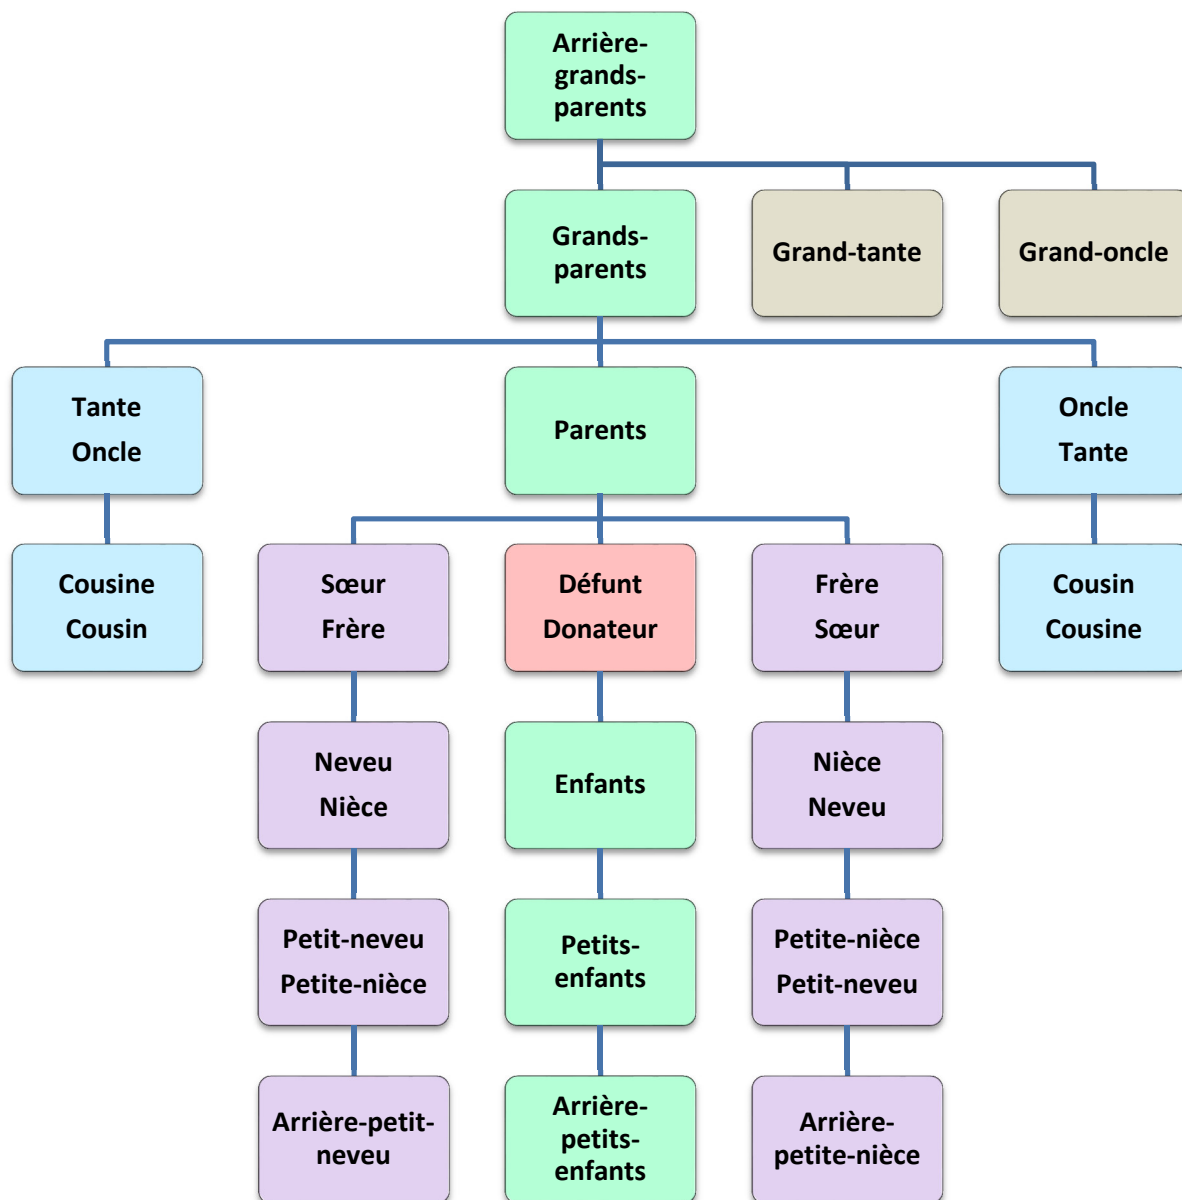 Arrière-
grands-
parents
Grands-
parents
Grand-tante
Grand-oncle
Tante
Oncle
Parents
Oncle
Tante
Cousine
Cousin
Sœur
Frère
Défunt
Donateur
Frère
Sœur
Cousin
Cousine
Neveu
Nièce
Enfants
Nièce
Neveu
Petit-neveu
Petite-nièce
Petits-
enfants
Petite-nièce
Petit-neveu
Arrière-petit-
neveu
Arrière-
petits-
enfants
Arrière-
petite-nièce